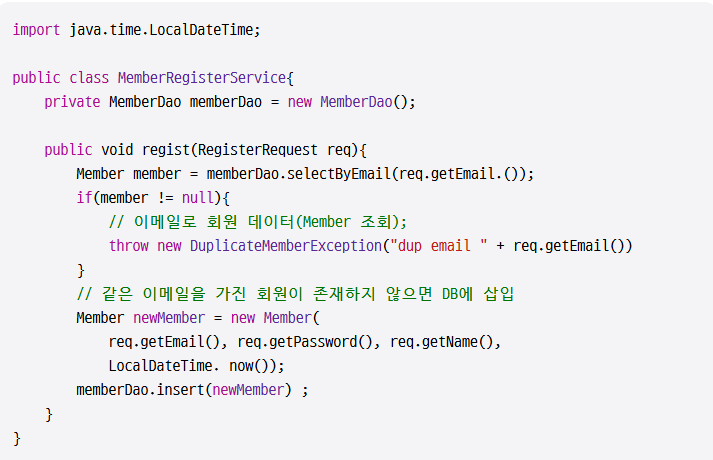 import java.time.LocalDateTime;
public class MemberRegisterService{
private MemberDao memberDao = new MemberDao();
public void regist(RegisterRequest req){
Member member = memberDao.selectByEmail(req.getEmail.());
if(member != null){
// 이메일로 회원 데이터(Member 조회);
throw new DuplicateMemberException("dup email " + req.getEmail())
}
// 같은 이메일을 가진 회원이 존재하지 않으면 DB에 삽입
Member newMember = new Member(
req.getEmail(), req.getPassword(), req.getName(),
LocalDateTime. now());
memberDao.insert(newMember) ;
}
}